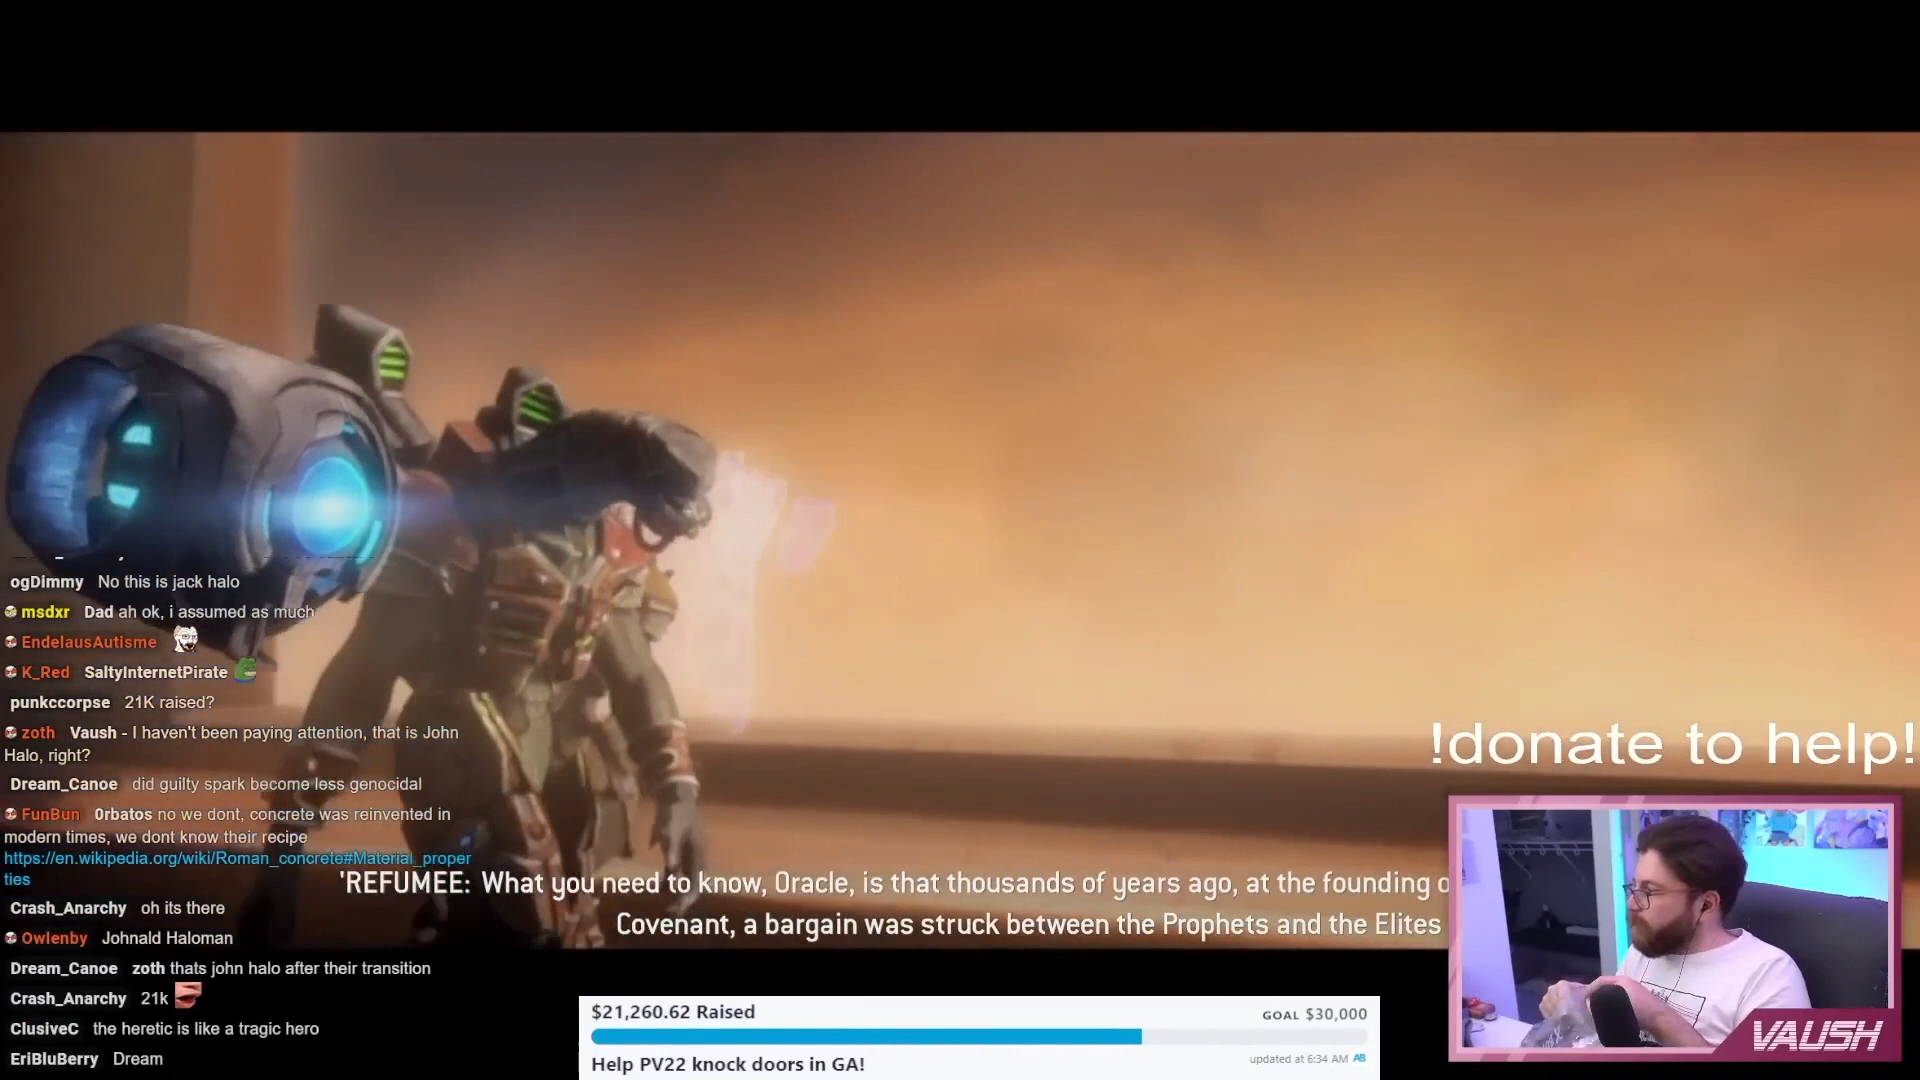 ogDimmy No this is jack halo
msdxr Dad ah ok, i assumed as much
EndelausAutisme
K_Red SaltyInternetPirate
punkccorpse 21K raised?
zoth Vaush - I haven't been paying attention, that is John
Halo, right?
Dream_Canoe did guilty spark become less genocidal
FunBun 0rbatos no we dont, concrete was reinvented in
modern times, we dont know their recipe
https://en.wikipedia.org/wiki/Roman_concrete#Material_proper
ties
Crash_Anarchy oh its there
Owlenby Johnald Haloman
Dream_Canoe zoth thats john halo after their transition
Crash_Anarchy 21k
ClusiveC the heretic is like a tragic hero
EriBluBerry Dream
'REFUMEE: What you need to know, Oracle, is that thousands of years ago, at the founding
Covenant, a bargain was struck between the Prophets and the Elites
!donate to help!
VAUSH
$21,260.62 Raised
GOAL $30,000
Help PV22 knock doors in GA!
updated at 6:34 AM AB